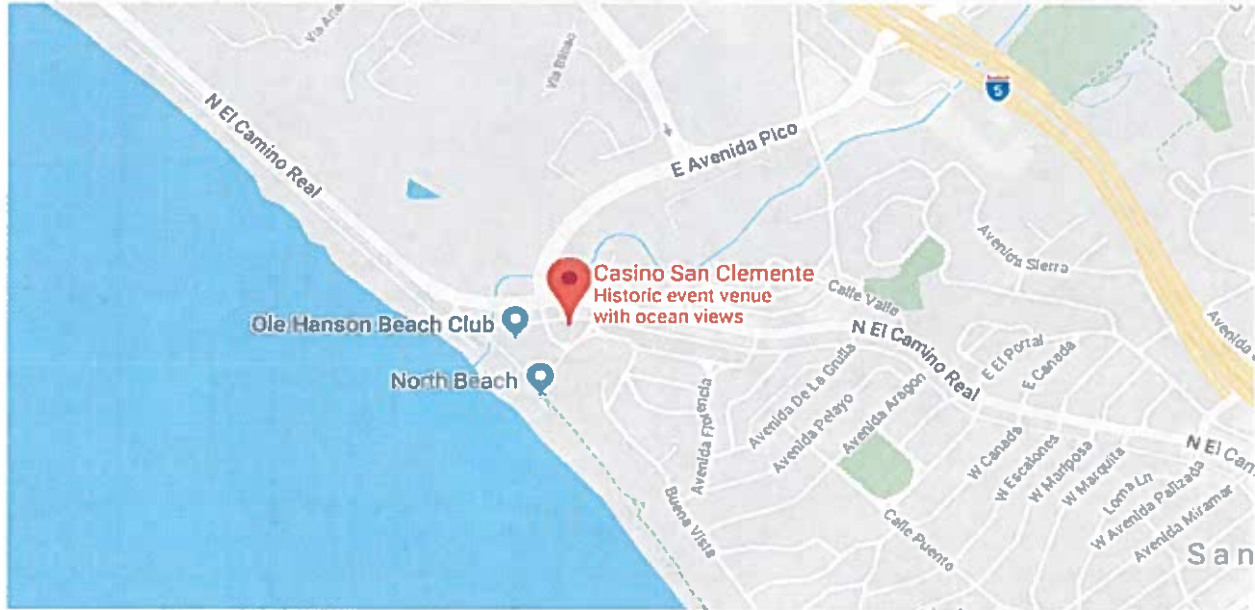 Via Bilbao
5
N El Camino Real
E Avenida Pico
Avenida Sierra
Casino San Clemente
Historic event venue
with ocean views
Calle Valle
Ole Hanson Beach Club
N El Camino Real
Avenida
E El Portal
E Canada
North Beach
Avenida Florencia
Avenida De La Grulla
Avenida Pelayo
Avenida Aragon
W Canada
W Escalones
W Mariposa
W Marquita
Loma Ln
W Avenida Palizada
Avenida Miramar
N El Cam
Buena Vista
Calle Puente
San